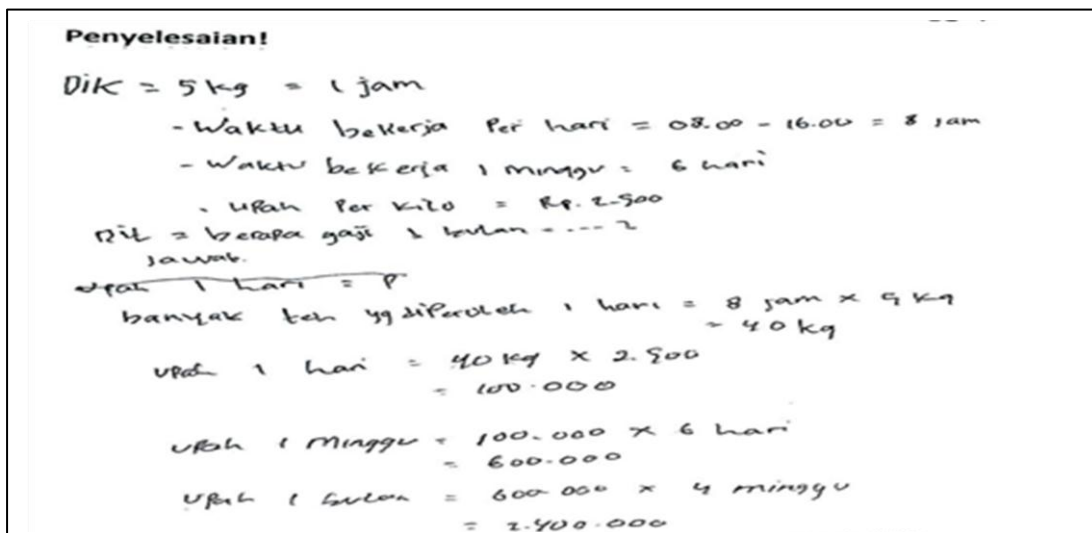 Penyelesaian!
Dik = 5 kg = 1 jam
- Waktu bekerja Per hari = 08.00 - 16.00 = 8 jam
- Waktu bekerja 1 minggu = 6 hari
- Upah Per kilo = Rp. 2.500
Dit = berapa gaji 1 bulan = .... ?
Jawab.
Upah 1 hari = P
banyak teh yg diperoleh 1 hari = 8 jam x 5 kg
= 40 kg
Upah 1 hari = 40 kg x 2.500
= 100.000
Upah 1 Minggu = 100.000 x 6 hari
= 600.000
Upah 1 bulan = 600 000 x 4 minggu
= 2.400.000